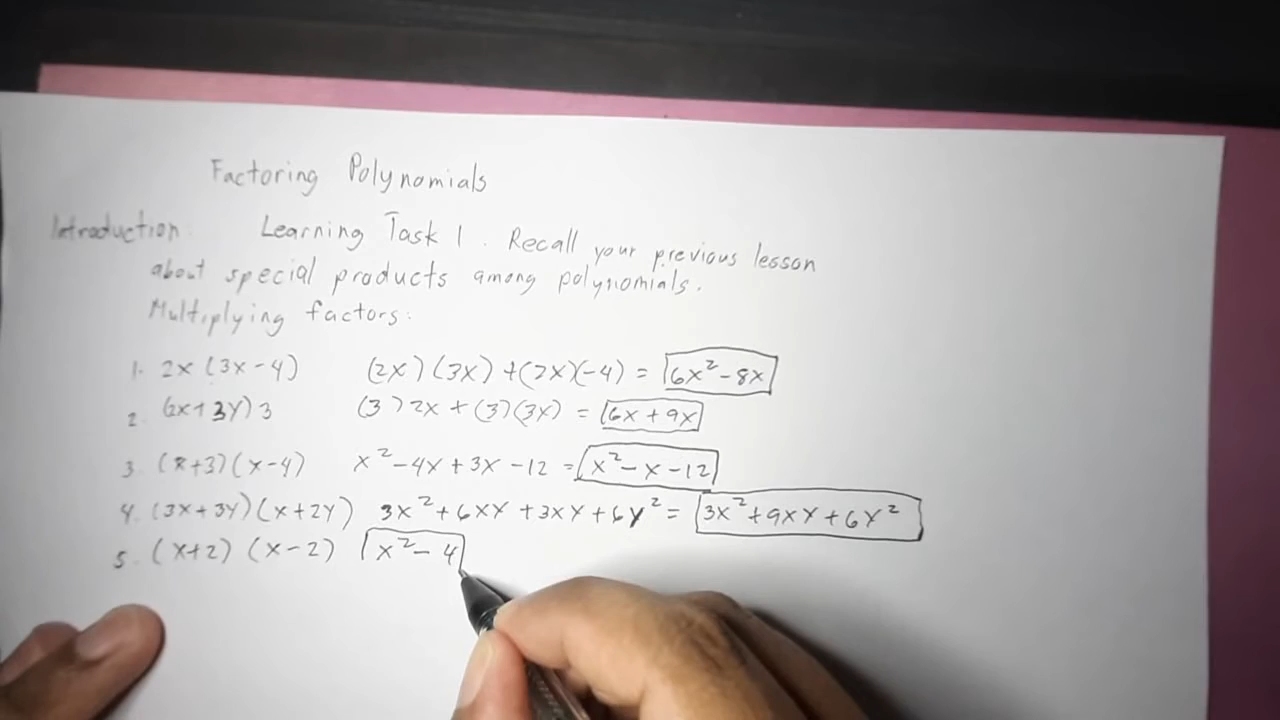 Factoring Polynomials
Introduction: Learning Task 1. Recall your previous lesson
about special products among polynomials.
Multiplying factors:
1. 2x (3x-4) (2x)(3x)+(2x)(-4) = 6x²-8x
2. (2x+3y)3 (3)2x+(3)(3x) = 6x+9x
3. (x+3)(x-4) x²-4x+3x-12 = x²-x-12
4. (3x+3y)(x+2y) 3x²+6xy+3xy+6y² = 3x²+9xy+6y²
5. (x+2)(x-2) x²-4